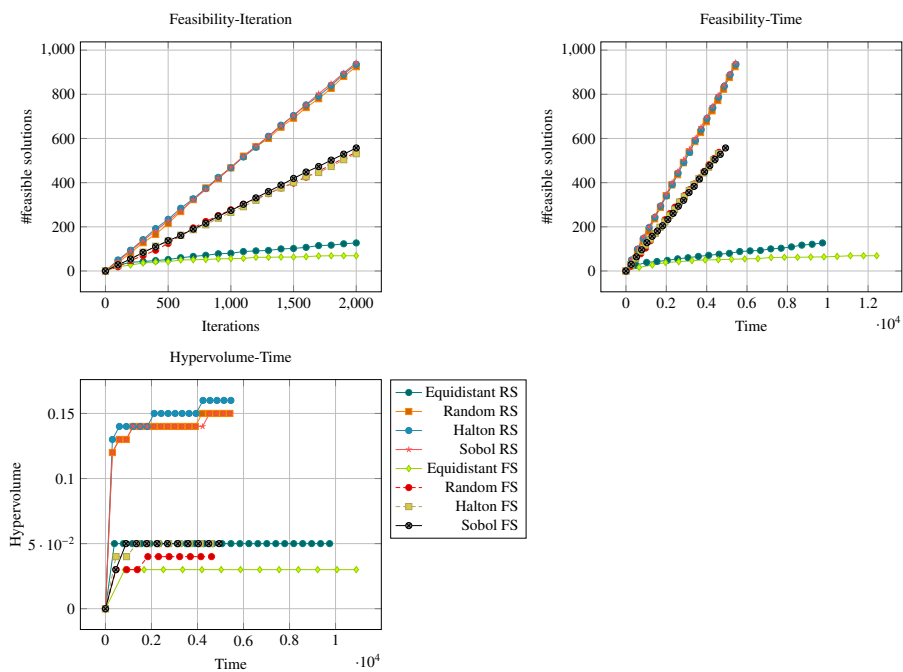 Feasibility-Iteration
1,000
800
600
400
200
0
#feasible solutions
0 500 1,000 1,500 2,000
Iterations
Feasibility-Time
1,000
800
600
400
200
0
#feasible solutions
0 0.2 0.4 0.6 0.8 1 1.2
·10^4
Time
Hypervolume-Time
0.15
0.1
5 · 10^−2
0
Hypervolume
0 0.2 0.4 0.6 0.8 1
·10^4
Time
Equidistant RS
Random RS
Halton RS
Sobol RS
Equidistant FS
Random FS
Halton FS
Sobol FS